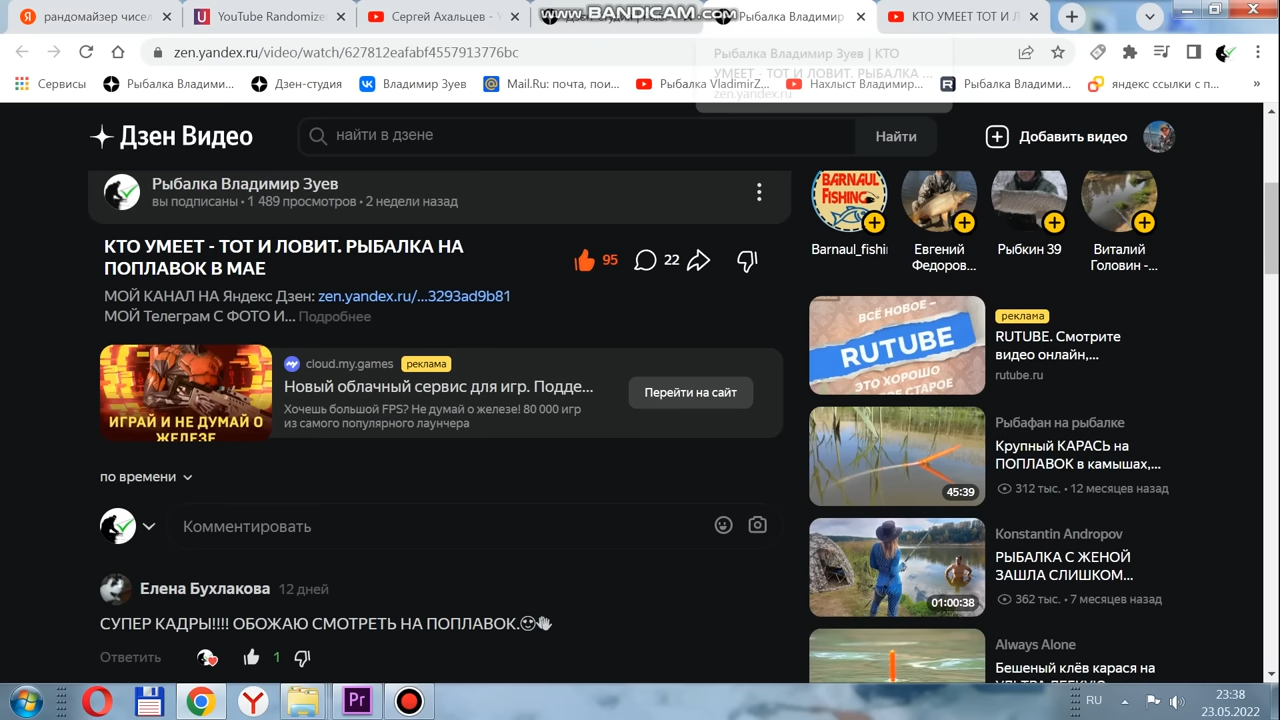 рандомайзер чисел
YouTube Randomize
Сергей Ахальцев
www.BANDICAM.com
Рыбалка Владимир
КТО УМЕЕТ ТОТ И Л
zen.yandex.ru/video/watch/627812eafabf4557913776bc
Рыбалка Владимир Зуев | КТО
УМЕЕТ - ТОТ И ЛОВИТ. РЫБАЛКА ...
zen.yandex.ru
Сервисы
Рыбалка Владими...
Дзен-студия
Владимир Зуев
Mail.Ru: почта, пои...
Рыбалка VladimirZ...
Нахлыст Владимир...
Рыбалка Владими...
яндекс ссылки с п...
»
Дзен Видео
найти в дзене
Найти
Добавить видео
Рыбалка Владимир Зуев
вы подписаны • 1 489 просмотров • 2 недели назад
КТО УМЕЕТ - ТОТ И ЛОВИТ. РЫБАЛКА НА
ПОПЛАВОК В МАЕ
95
22
МОЙ КАНАЛ НА Яндекс Дзен: zen.yandex.ru/...3293ad9b81
МОЙ Телеграм С ФОТО И... Подробнее
ИГРАЙ И НЕ ДУМАЙ О
ЖЕЛЕЗЕ
cloud.my.games
реклама
Новый облачный сервис для игр. Подде...
Хочешь большой FPS? Не думай о железе! 80 000 игр
из самого популярного лаунчера
Перейти на сайт
по времени
Комментировать
Елена Бухлакова 12 дней
СУПЕР КАДРЫ!!!! ОБОЖАЮ СМОТРЕТЬ НА ПОПЛАВОК.😍👋
Ответить
1
BARNAUL
FISHING
Barnaul_fishi
Евгений
Федоров...
Рыбкин 39
Виталий
Головин -...
ВСЁ НОВОЕ –
RUTUBE
ЭТО ХОРОШО
СТАРОЕ
реклама
RUTUBE. Смотрите
видео онлайн,...
rutube.ru
45:39
Рыбафан на рыбалке
Крупный КАРАСЬ на
ПОПЛАВОК в камышах,...
312 тыс. • 12 месяцев назад
01:00:38
Konstantin Andropov
РЫБАЛКА С ЖЕНОЙ
ЗАШЛА СЛИШКОМ...
362 тыс. • 7 месяцев назад
Always Alone
Бешеный клёв карася на
Pr
RU
23:38
23.05.2022